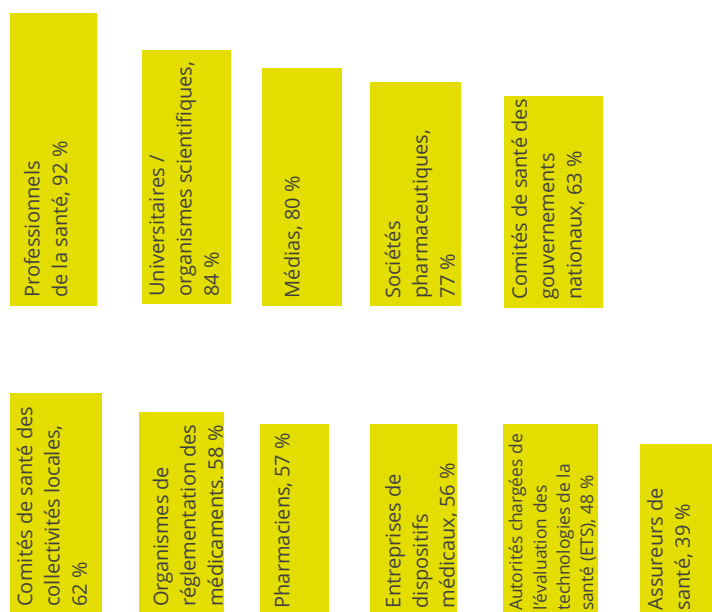 Professionnels
de la santé, 92 %
Universitaires /
organismes scientifiques,
84 %
Médias, 80 %
Sociétés
pharmaceutiques,
77 %
Comités de santé des
gouvernements
nationaux, 63 %
Comités de santé des
collectivités locales,
62 %
Organismes de
réglementation des
médicaments, 58 %
Pharmaciens, 57 %
Entreprises de
dispositifs
médicaux, 56 %
Autorités chargées de
l'évaluation des
technologies de la
santé (ETS), 48 %
Assureurs de
santé, 39 %